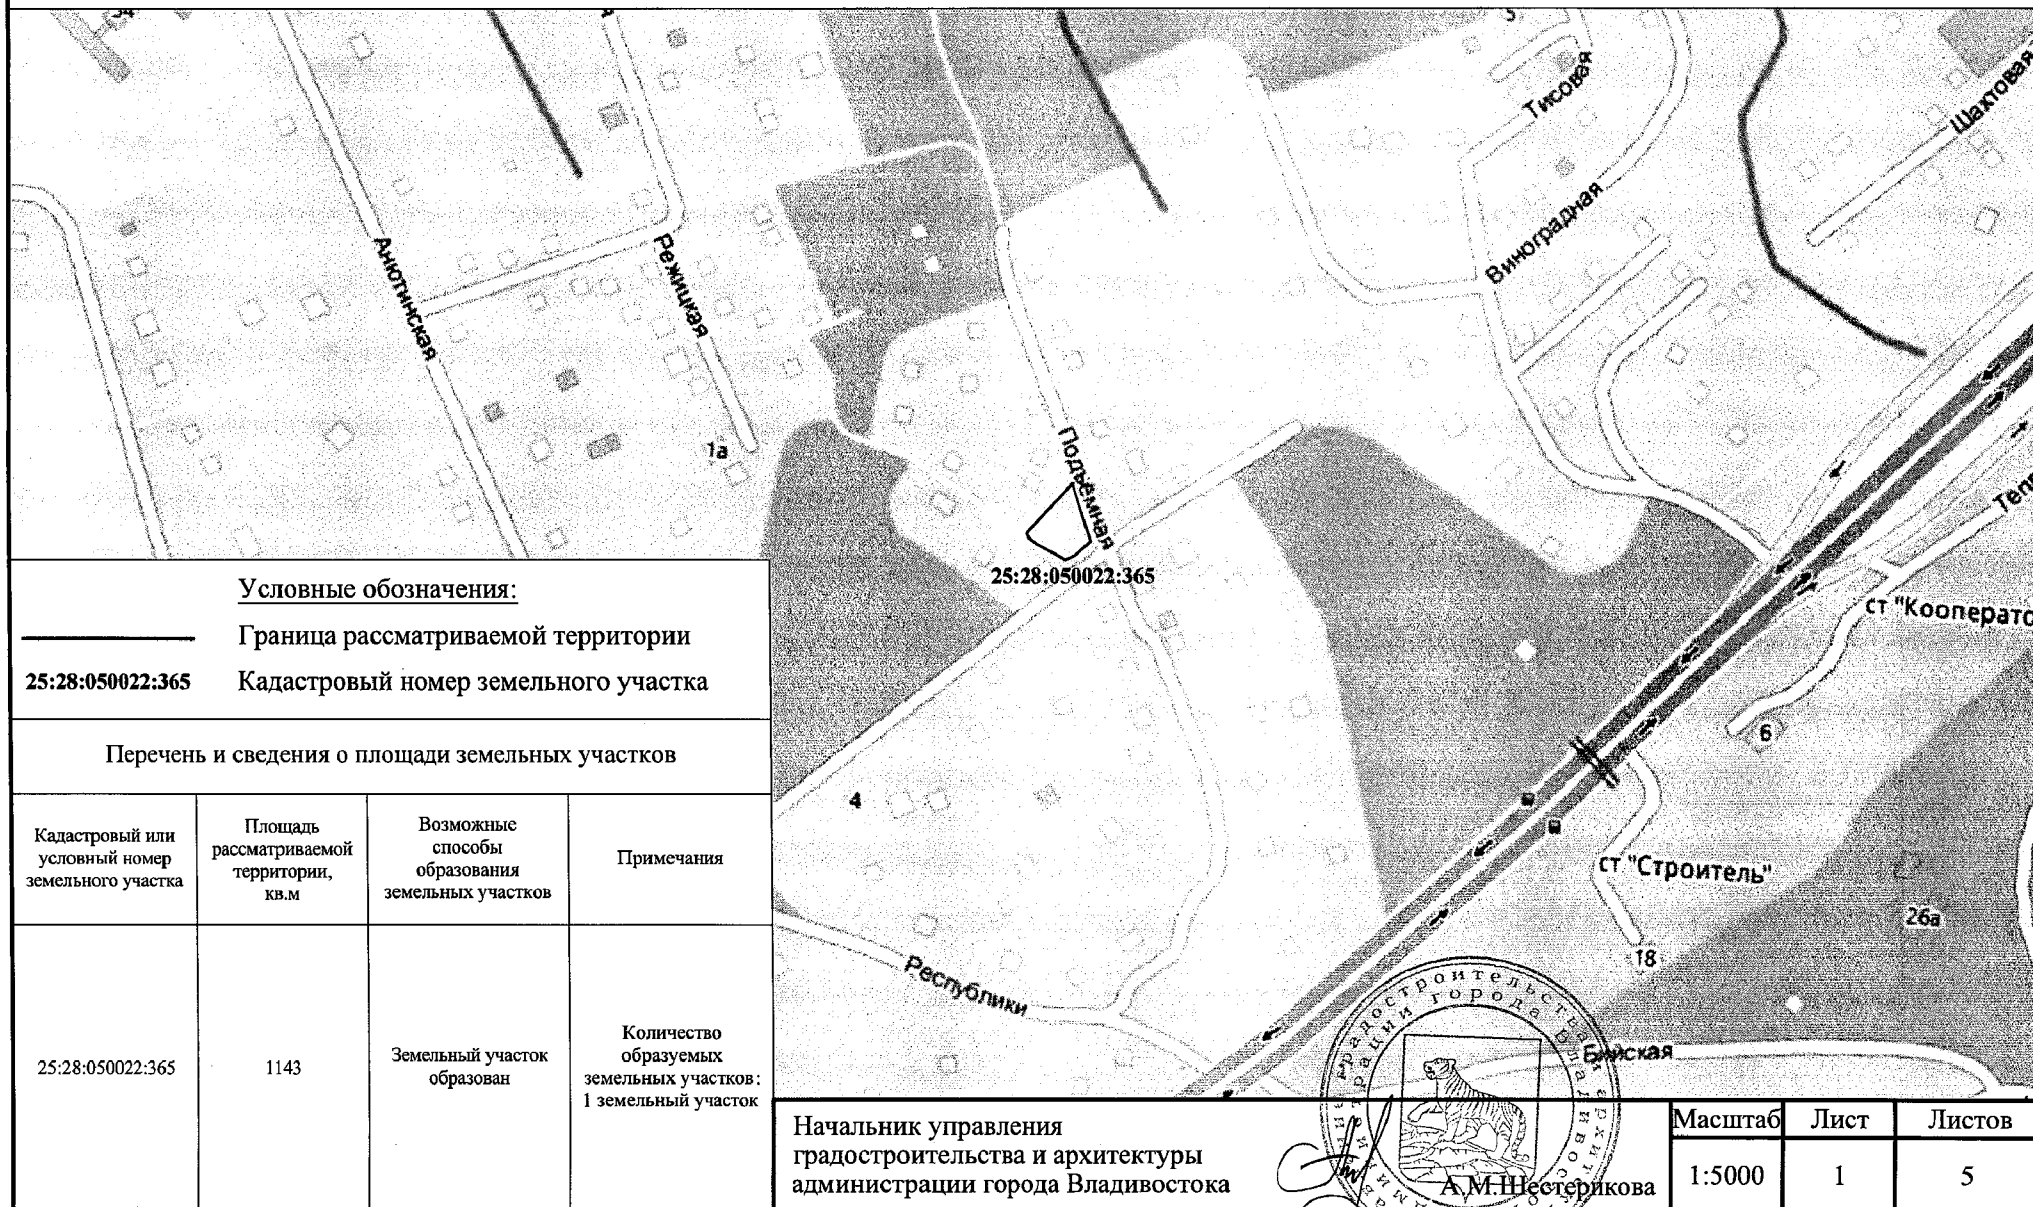 34
4
5
Тисовая
Шахтовая
Виноградная
Анютинская
Режицкая
1а
Подъёмная
25:28:050022:365
ст "Кооперато
6
4
ст "Строитель"
26а
18
Республики
Бийская
Условные обозначения:
Граница рассматриваемой территории
25:28:050022:365 Кадастровый номер земельного участка
Перечень и сведения о площади земельных участков
Кадастровый или
условный номер
земельного участка
Площадь
рассматриваемой
территории,
кв.м
Возможные
способы
образования
земельных участков
Примечания
25:28:050022:365
1143
Земельный участок
образован
Количество
образуемых
земельных участков:
1 земельный участок
Начальник управления
градостроительства и архитектуры
администрации города Владивостока
А.М.Шестерикова
Масштаб Лист Листов
1:5000 1 5